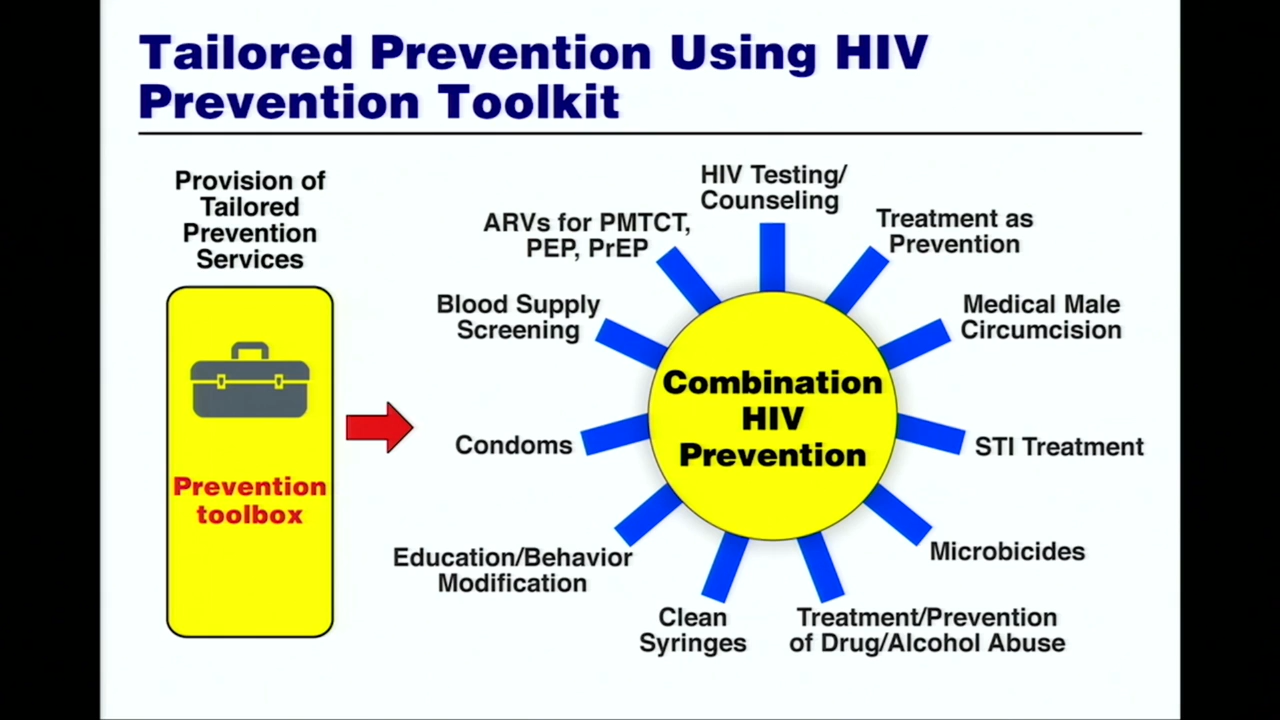 Tailored Prevention Using HIV
Prevention Toolkit
Provision of
Tailored
Prevention
Services
Prevention
toolbox
HIV Testing/
Counseling
Treatment as
Prevention
Medical Male
Circumcision
STI Treatment
Microbicides
Treatment/Prevention
of Drug/Alcohol Abuse
Clean
Syringes
Education/Behavior
Modification
Condoms
Blood Supply
Screening
ARVs for PMTCT,
PEP, PrEP
Combination
HIV
Prevention